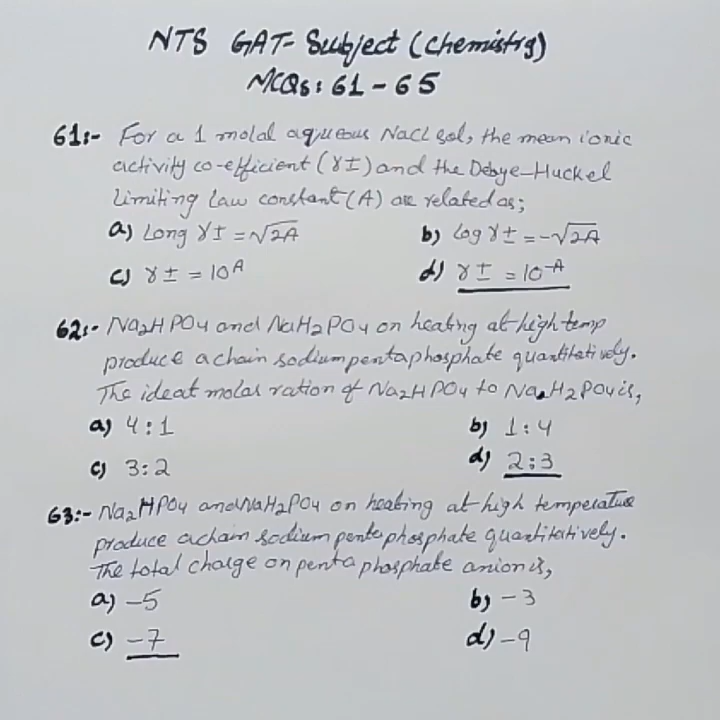 NTS GAT-Subject (Chemistry)
MCQs: 61-65
61:- For a 1 molal aqueous NaCl sol, the mean ionic
activity co-efficient (γ±) and the Debye-Huckel
Limiting Law constant (A) are related as;
a) Long γ± = √2A b) Log γ± = -√2A
c) γ± = 10^A d) γ± = 10^-A
62:- Na2HPO4 and NaH2PO4 on heating at high temp
produce a chain sodium pentaphosphate quantitatively.
The ideat molar ration of Na2HPO4 to NaH2PO4 is,
a) 4:1 b) 1:4
c) 3:2 d) 2:3
63:- Na2HPO4 and NaH2PO4 on heating at high temperature
produce a chain sodium pentaphosphate quantitatively.
The total charge on pentaphosphate anion is,
a) -5 b) -3
c) -7 d) -9